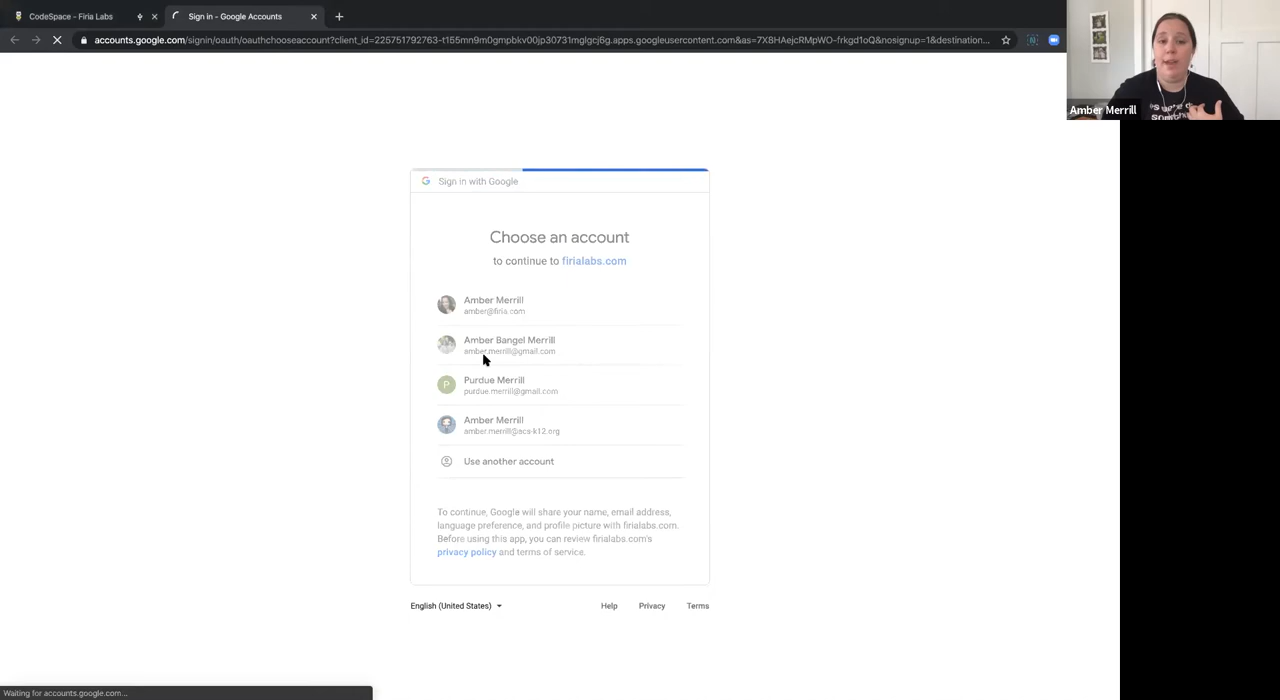 CodeSpace - Firia Labs
Sign in - Google Accounts
accounts.google.com/signin/oauth/oauthchooseaccount?client_id=225751792763-t155mn9m0gmpbkv00jp30731mglgcj6g.apps.googleusercontent.com&as=7X8HAejcRMpWO-frkgd1oQ&nosignup=1&destination...
N
Amber Merrill
Sign in with Google
Choose an account
to continue to firialabs.com
Amber Merrill
amber@firia.com
Amber Bangel Merrill
amber.merrill@gmail.com
P
Purdue Merrill
purdue.merrill@gmail.com
Amber Merrill
amber.merrill@acs-k12.org
Use another account
To continue, Google will share your name, email address,
language preference, and profile picture with firialabs.com.
Before using this app, you can review firialabs.com's
privacy policy and terms of service.
English (United States)
Help
Privacy
Terms
Waiting for accounts.google.com...